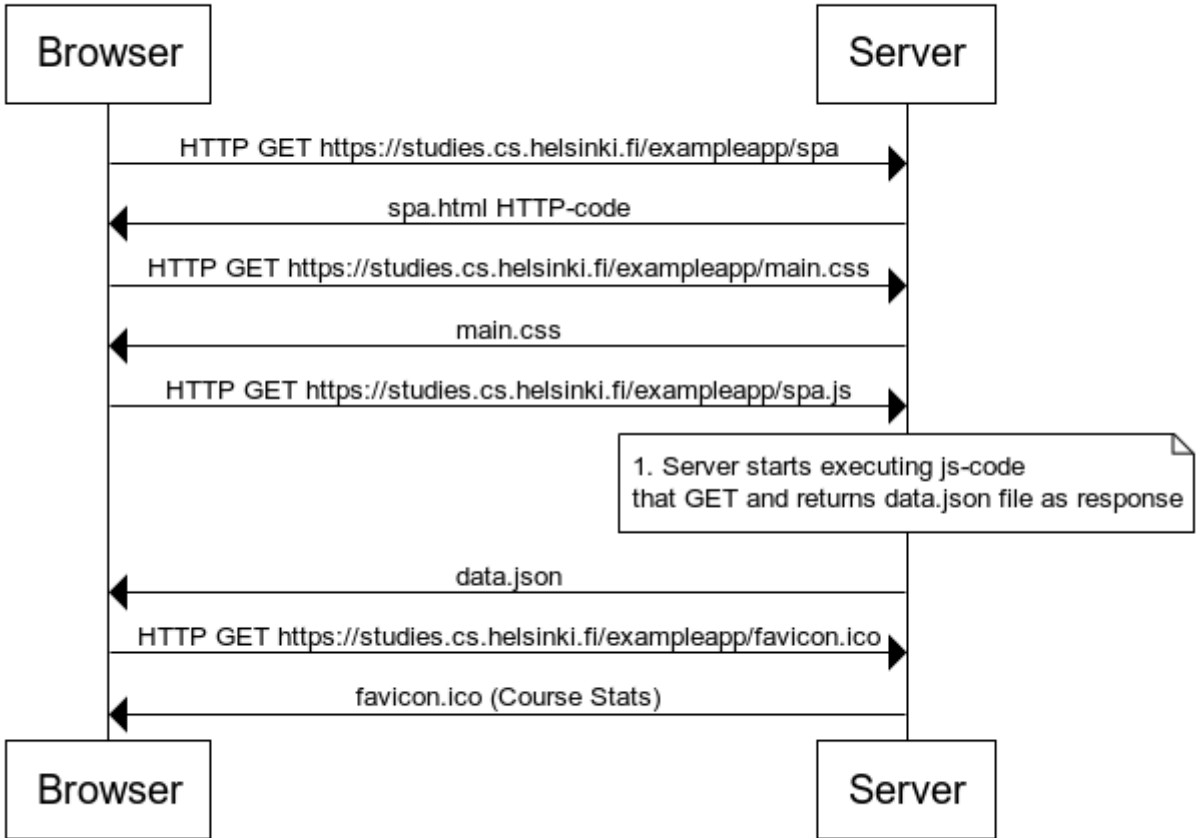 Browser
Server
HTTP GET https://studies.cs.helsinki.fi/exampleapp/spa
spa.html HTTP-code
HTTP GET https://studies.cs.helsinki.fi/exampleapp/main.css
main.css
HTTP GET https://studies.cs.helsinki.fi/exampleapp/spa.js
1. Server starts executing js-code
that GET and returns data.json file as response
data.json
HTTP GET https://studies.cs.helsinki.fi/exampleapp/favicon.ico
favicon.ico (Course Stats)
Browser
Server